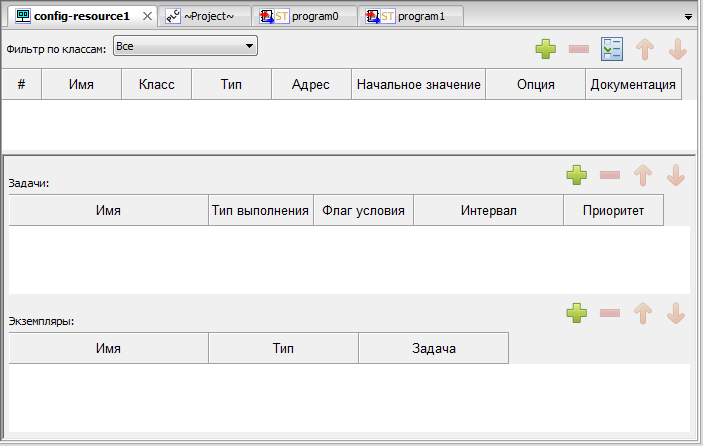 config-resource1 ~Project~ ST program0 ST program1
Фильтр по классам: Все
# Имя Класс Тип Адрес Начальное значение Опция Документация
Задачи:
Имя Тип выполнения Флаг условия Интервал Приоритет
Экземпляры:
Имя Тип Задача